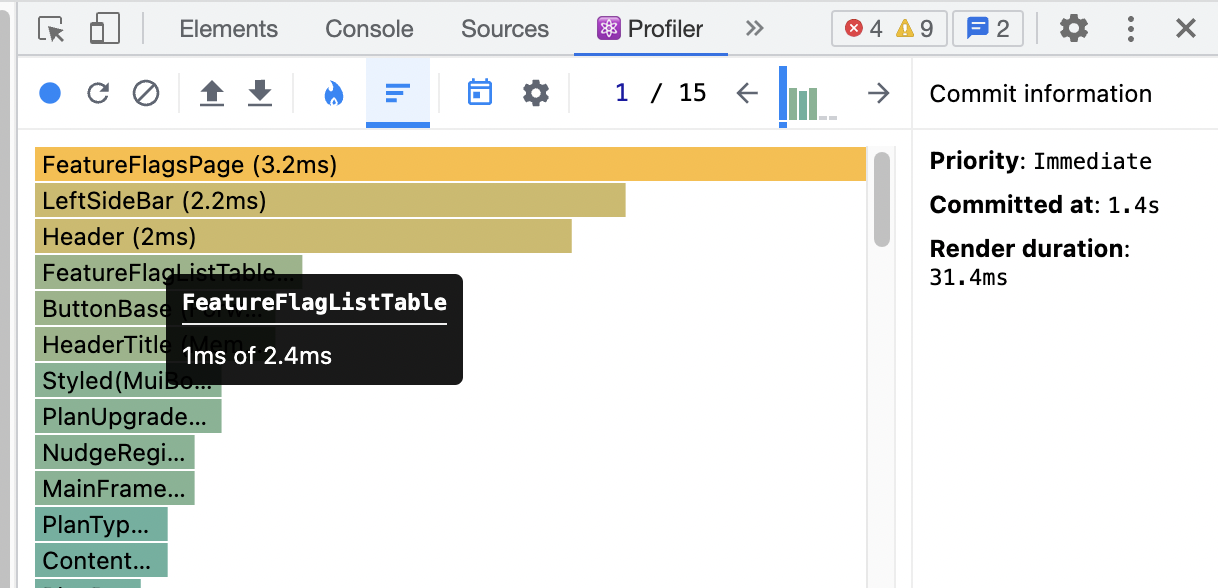 Elements Console Sources Profiler 4 9 2
1 / 15
Commit information
FeatureFlagsPage (3.2ms)
LeftSideBar (2.2ms)
Header (2ms)
FeatureFlagListTable...
ButtonBase (Forw...
HeaderTitle (Mem...
Styled(MuiBo...
PlanUpgrade...
NudgeRegi...
MainFrame...
PlanTyp...
Content...
FeatureFlagListTable
1ms of 2.4ms
Priority: Immediate
Committed at: 1.4s
Render duration:
31.4ms